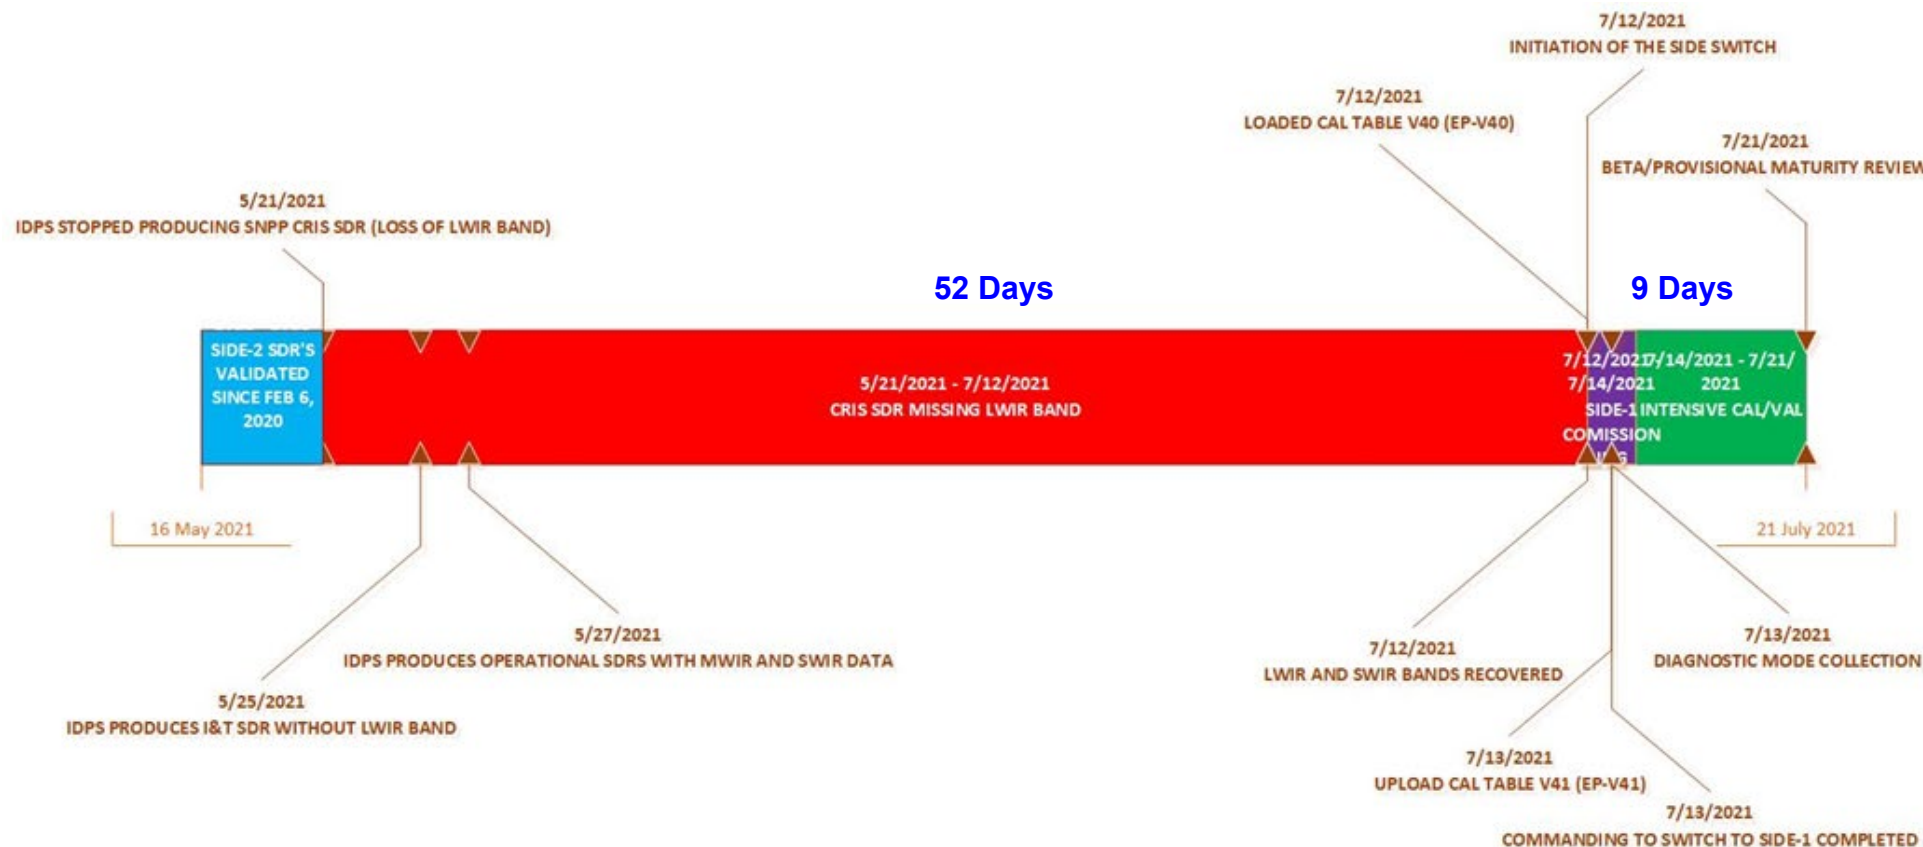 7/12/2021
INITIATION OF THE SIDE SWITCH
7/12/2021
LOADED CAL TABLE V40 (EP-V40)
7/21/2021
BETA/PROVISIONAL MATURITY REVIEW
5/21/2021
IDPS STOPPED PRODUCING SNPP CRIS SDR (LOSS OF LWIR BAND)
52 Days
9 Days
SIDE-2 SDR'S
VALIDATED
SINCE FEB 6,
2020
5/21/2021 - 7/12/2021
CRIS SDR MISSING LWIR BAND
7/12/2021
7/14/2021
SIDE-1
COMISSION
7/14/2021 - 7/21/
2021
INTENSIVE CAL/VAL
16 May 2021
21 July 2021
5/27/2021
IDPS PRODUCES OPERATIONAL SDRS WITH MWIR AND SWIR DATA
5/25/2021
IDPS PRODUCES I&T SDR WITHOUT LWIR BAND
7/12/2021
LWIR AND SWIR BANDS RECOVERED
7/13/2021
DIAGNOSTIC MODE COLLECTION
7/13/2021
UPLOAD CAL TABLE V41 (EP-V41)
7/13/2021
COMMANDING TO SWITCH TO SIDE-1 COMPLETED